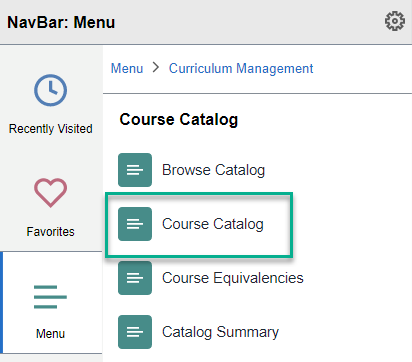 NavBar: Menu
Recently Visited
Favorites
Menu
Menu > Curriculum Management
Course Catalog
Browse Catalog
Course Catalog
Course Equivalencies
Catalog Summary